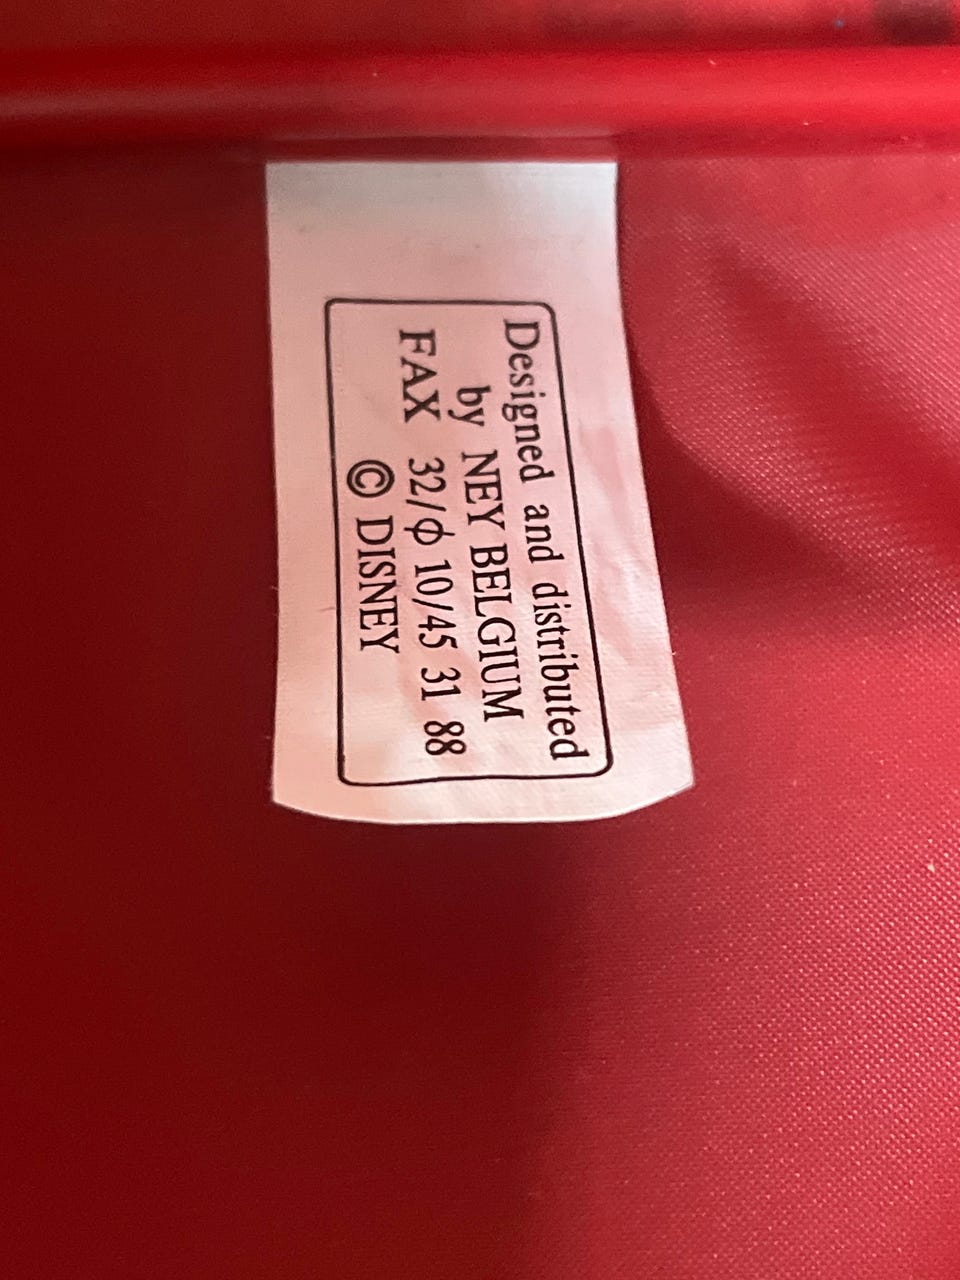 Designed and distributed
by NEY BELGIUM
FAX 32/ϕ 10/45 31 88
© DISNEY